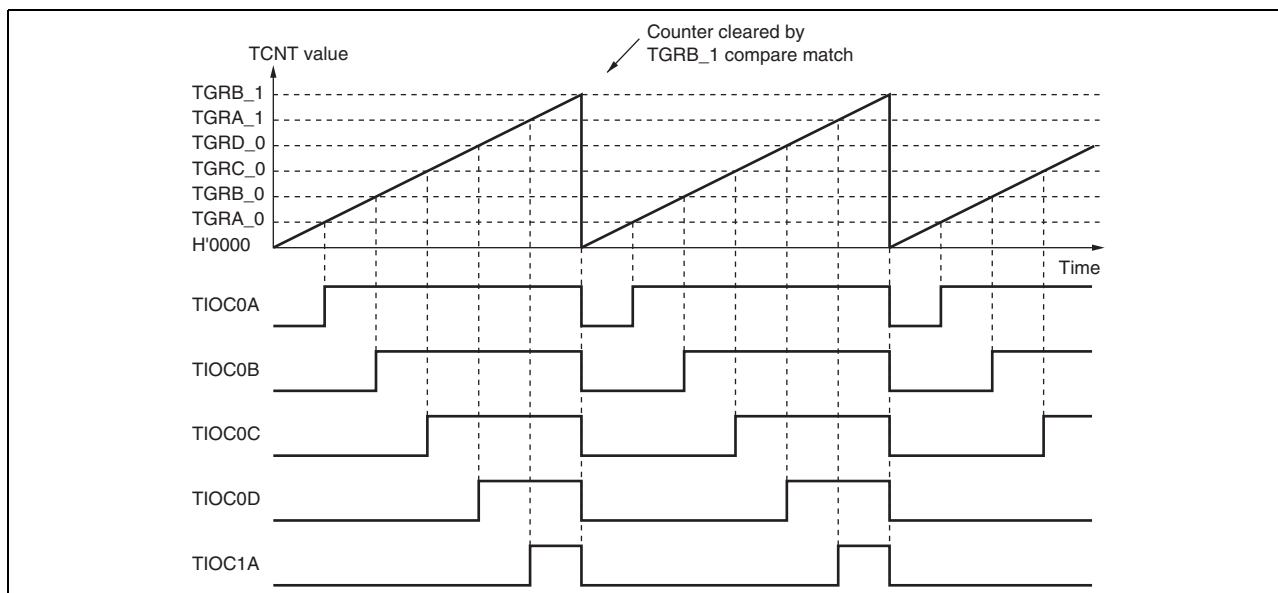 Counter cleared by
TGRB_1 compare match
TCNT value
TGRB_1
TGRA_1
TGRD_0
TGRC_0
TGRB_0
TGRA_0
H'0000
Time
TIOC0A
TIOC0B
TIOC0C
TIOC0D
TIOC1A